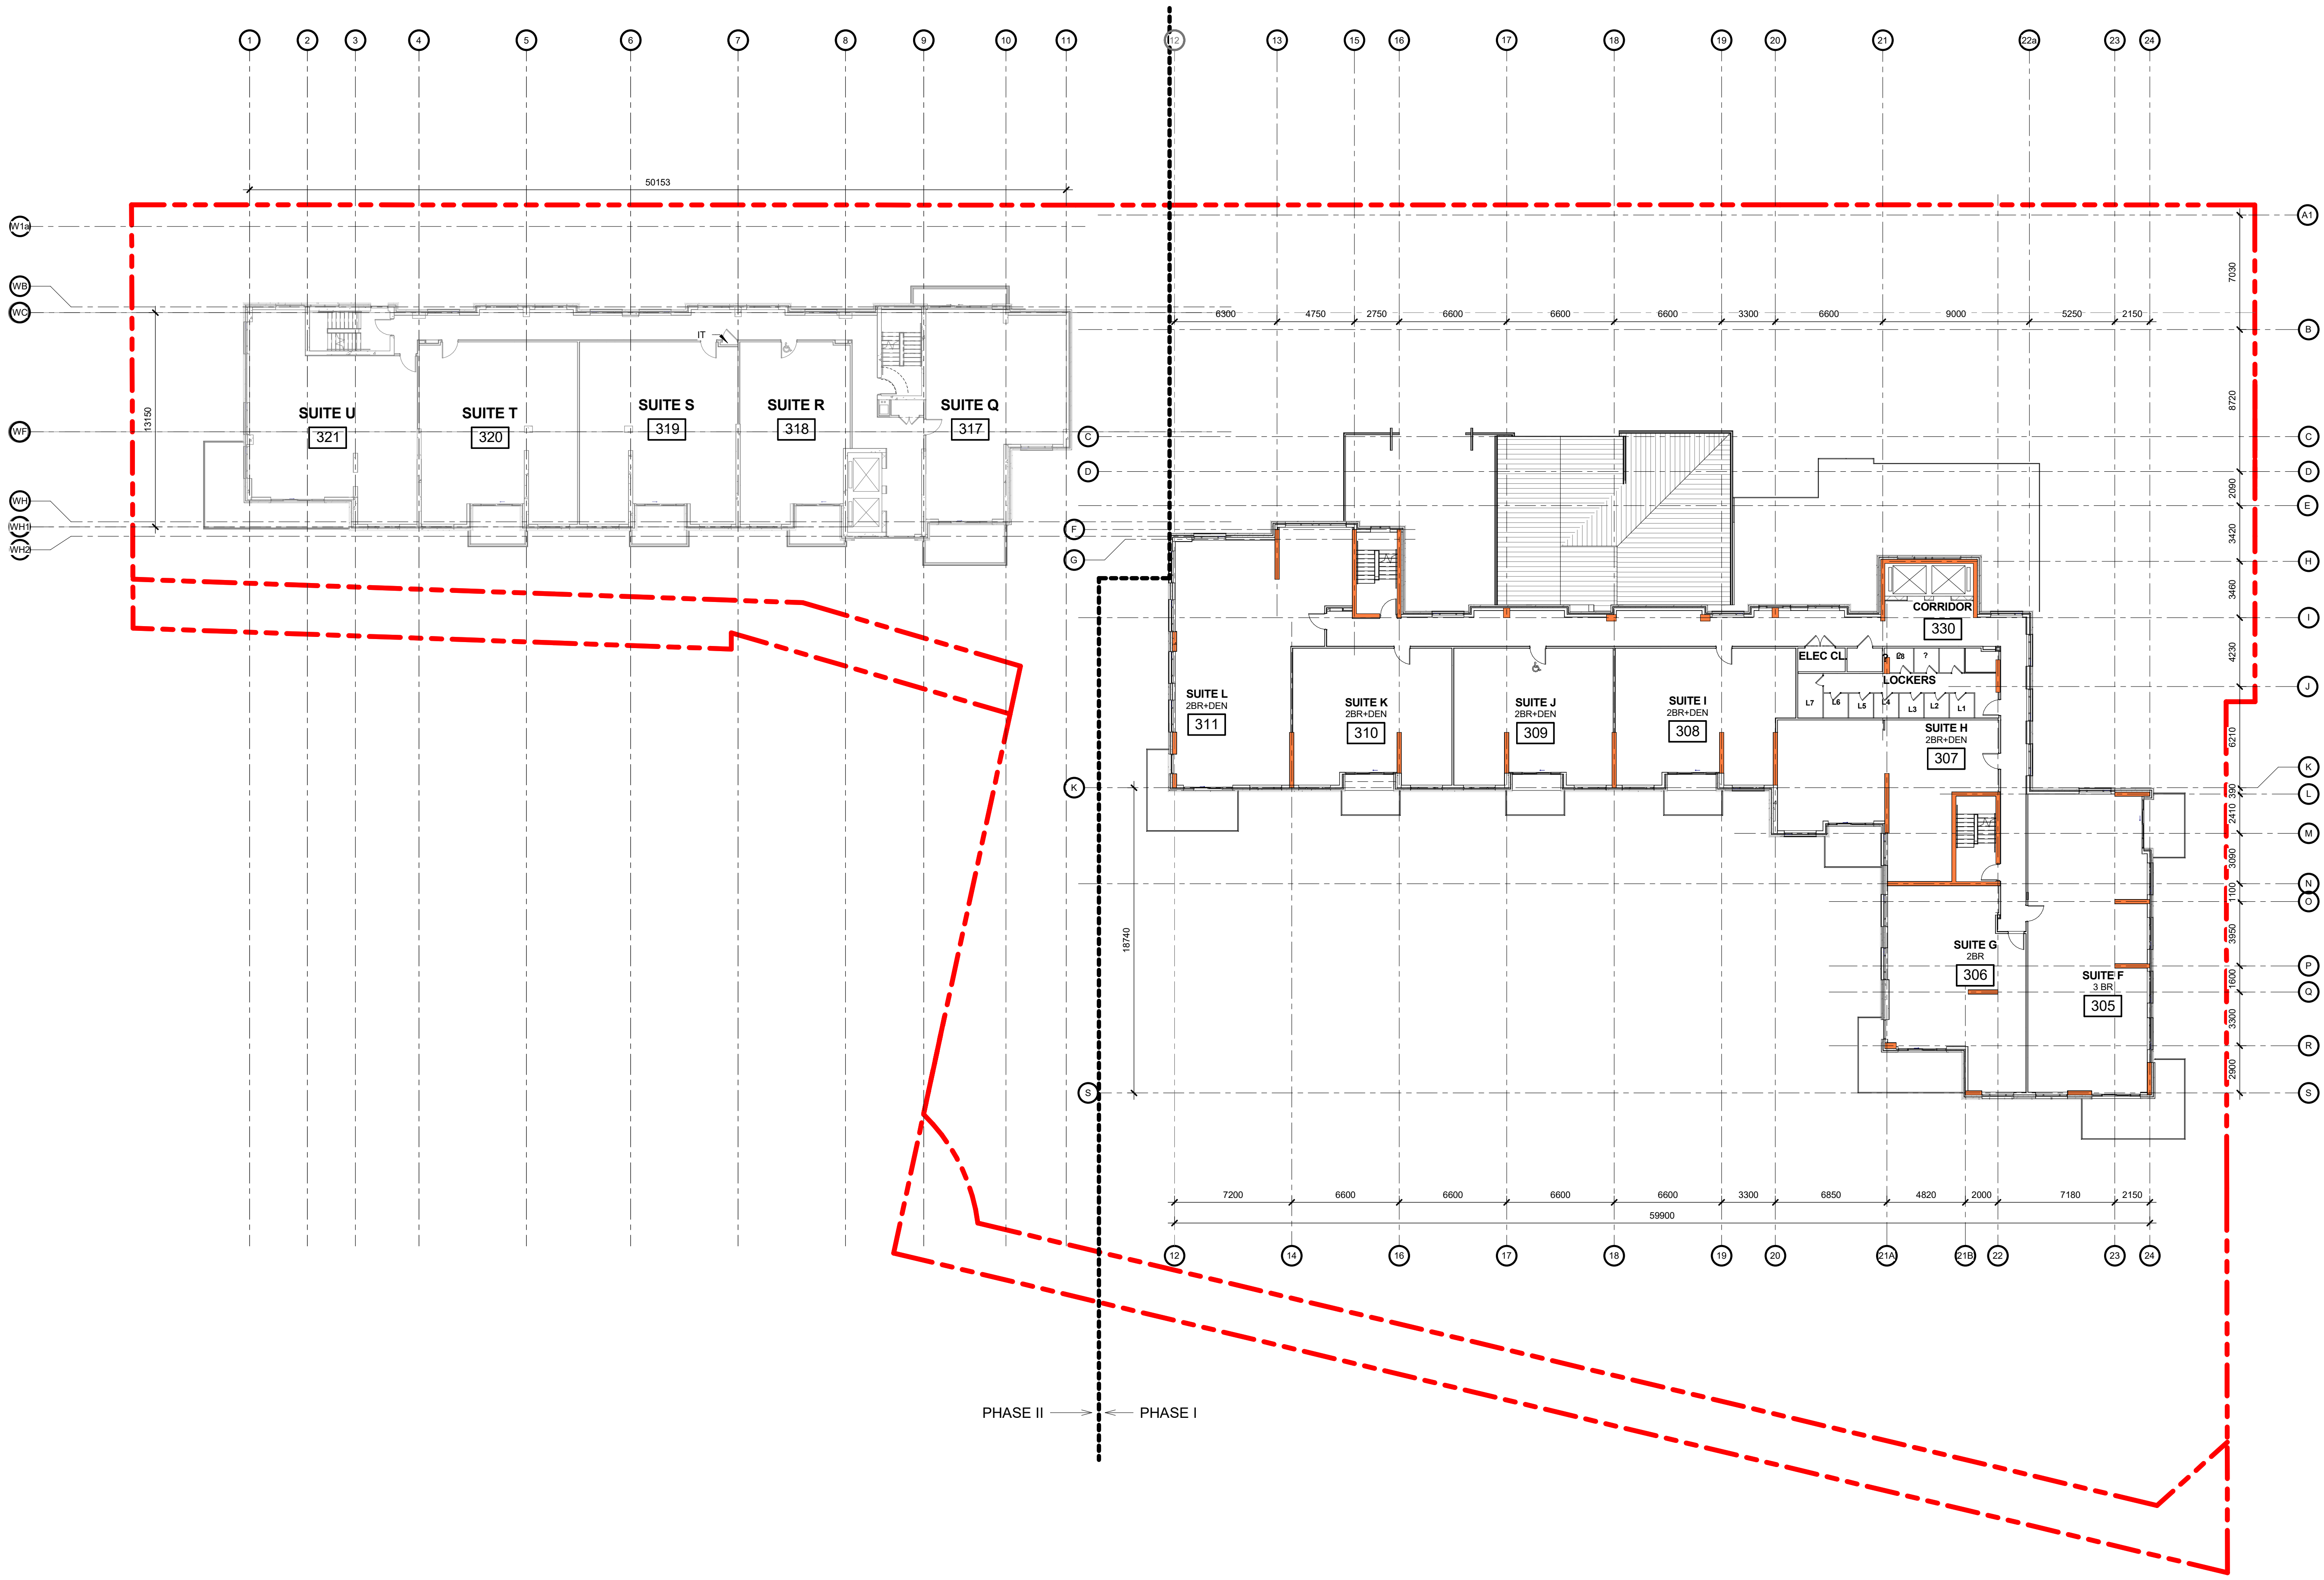 1 2 3 4 5 6 7 8 9 10 11 12 13 15 16 17 18 19 20 21 22a 23 24
50153
W1a
A1
7030
WB
WC
6300 4750 2750 6600 6600 6600 3300 6600 9000 5250 2150
B
IT
8720
13150
SUITE U
321
SUITE T
320
SUITE S
319
SUITE R
318
SUITE Q
317
WF
C
C
D
D
2090
WH
E
WH1
F
3420
WH2
G
H
3460
CORRIDOR
330
I
4230
ELEC CL.
L8
?
LOCKERS
J
L7 L6 L5 L4 L3 L2 L1
SUITE L
2BR+DEN
311
SUITE K
2BR+DEN
310
SUITE J
2BR+DEN
309
SUITE I
2BR+DEN
308
SUITE H
2BR+DEN
307
6210
K
K
390
L
2410
M
3090
N
1100
O
18740
3950
SUITE G
2BR
306
P
SUITE F
3 BR
305
1600
Q
3300
R
2900
S
S
7200 6600 6600 6600 6600 3300 6850 4820 2000 7180 2150
59900
12 14 16 17 18 19 20 21A 21B 22 23 24
PHASE II
PHASE I